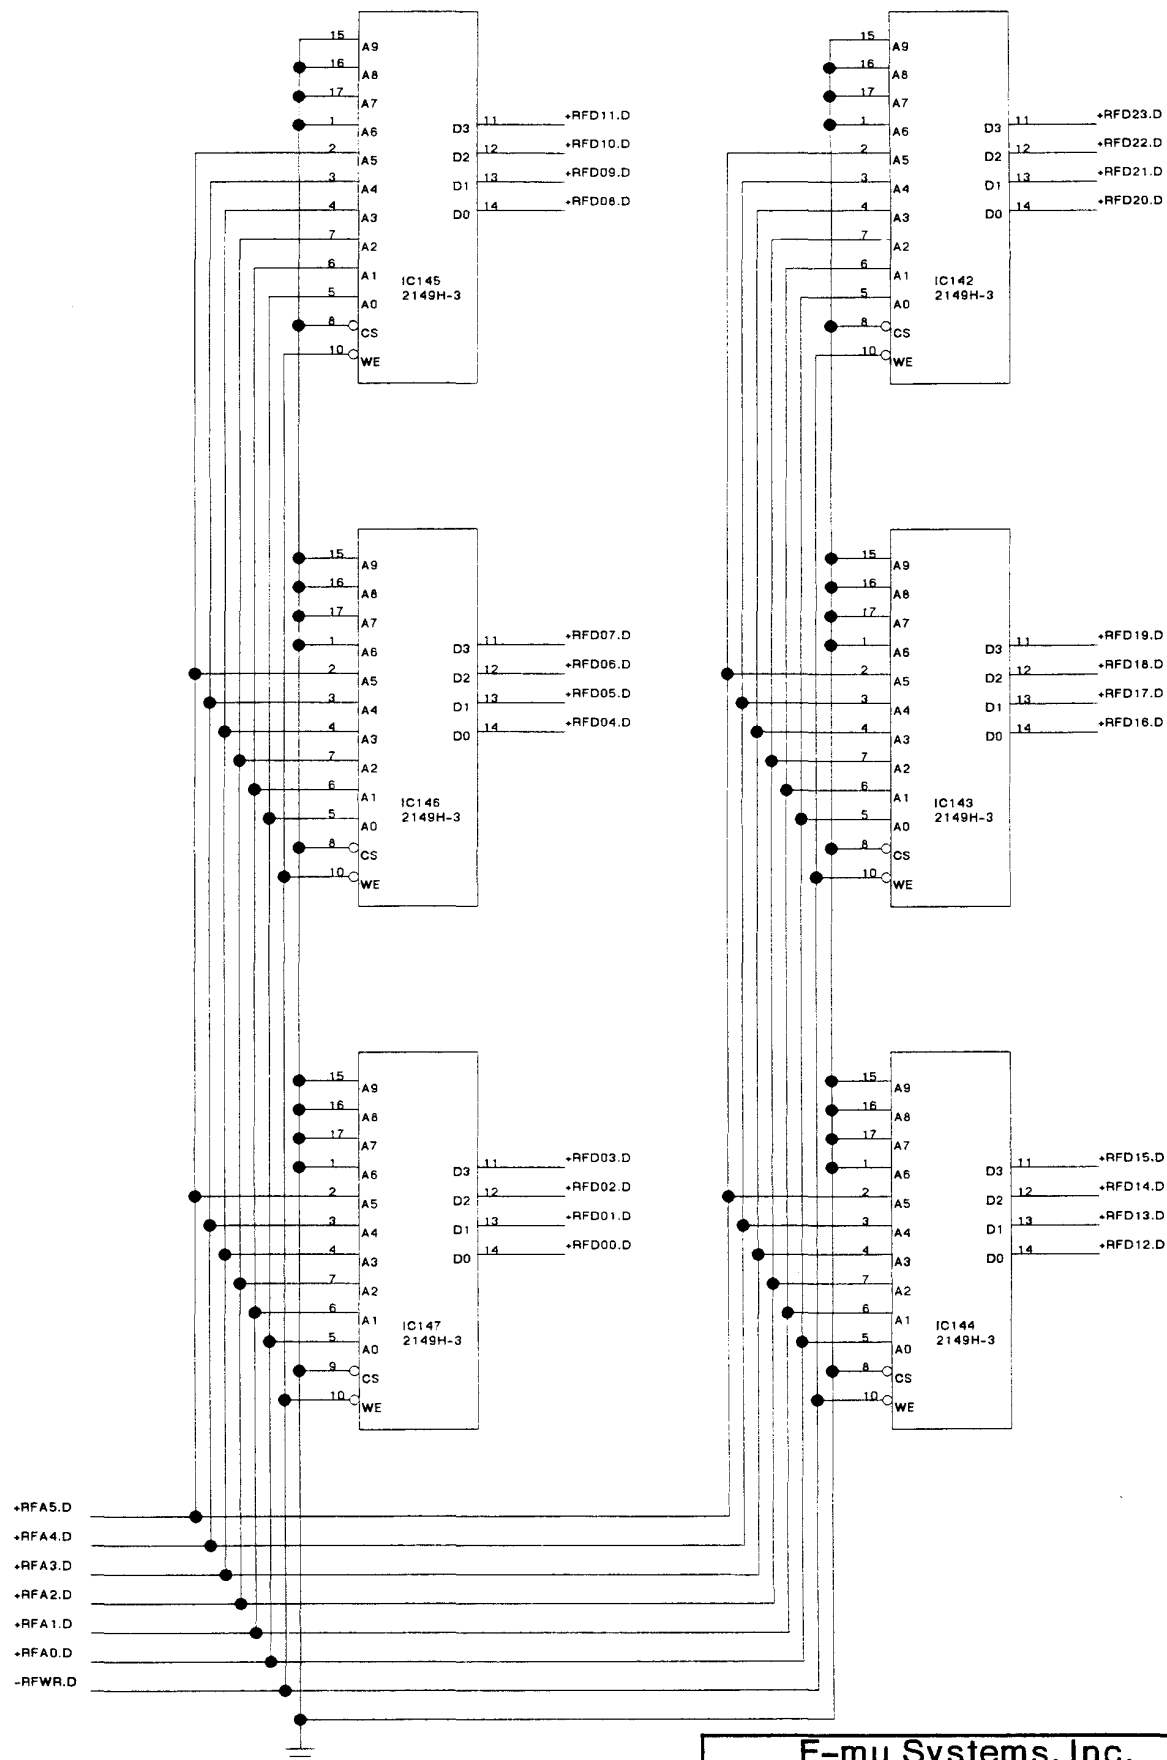 15 A9
16 A8
17 A7
1 A6
2 A5
3 A4
4 A3
7 A2
6 A1
5 A0
8 CS
10 WE
D3 11 +RFD11.D
D2 12 +RFD10.D
D1 13 +RFD09.D
D0 14 +RFD08.D
IC145
2149H-3
15 A9
16 A8
17 A7
1 A6
2 A5
3 A4
4 A3
7 A2
6 A1
5 A0
8 CS
10 WE
D3 11 +RFD23.D
D2 12 +RFD22.D
D1 13 +RFD21.D
D0 14 +RFD20.D
IC142
2149H-3
15 A9
16 A8
17 A7
1 A6
2 A5
3 A4
4 A3
7 A2
6 A1
5 A0
8 CS
10 WE
D3 11 +RFD07.D
D2 12 +RFD06.D
D1 13 +RFD05.D
D0 14 +RFD04.D
IC146
2149H-3
15 A9
16 A8
17 A7
1 A6
2 A5
3 A4
4 A3
7 A2
6 A1
5 A0
8 CS
10 WE
D3 11 +RFD19.D
D2 12 +RFD18.D
D1 13 +RFD17.D
D0 14 +RFD16.D
IC143
2149H-3
15 A9
16 A8
17 A7
1 A6
2 A5
3 A4
4 A3
7 A2
6 A1
5 A0
9 CS
10 WE
D3 11 +RFD03.D
D2 12 +RFD02.D
D1 13 +RFD01.D
D0 14 +RFD00.D
IC147
2149H-3
15 A9
16 A8
17 A7
1 A6
2 A5
3 A4
4 A3
7 A2
6 A1
5 A0
8 CS
10 WE
D3 11 +RFD15.D
D2 12 +RFD14.D
D1 13 +RFD13.D
D0 14 +RFD12.D
IC144
2149H-3
+RFA5.D
+RFA4.D
+RFA3.D
+RFA2.D
+RFA1.D
+RFA0.D
-RFWR.D
E-mu Systems, Inc.